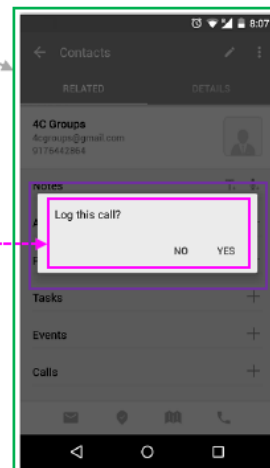 8:07
Contacts
RELATED DETAILS
4C Groups
4cgroups@gmail.com
9176442864
Notes
Log this call?
NO YES
Tasks
Events
Calls